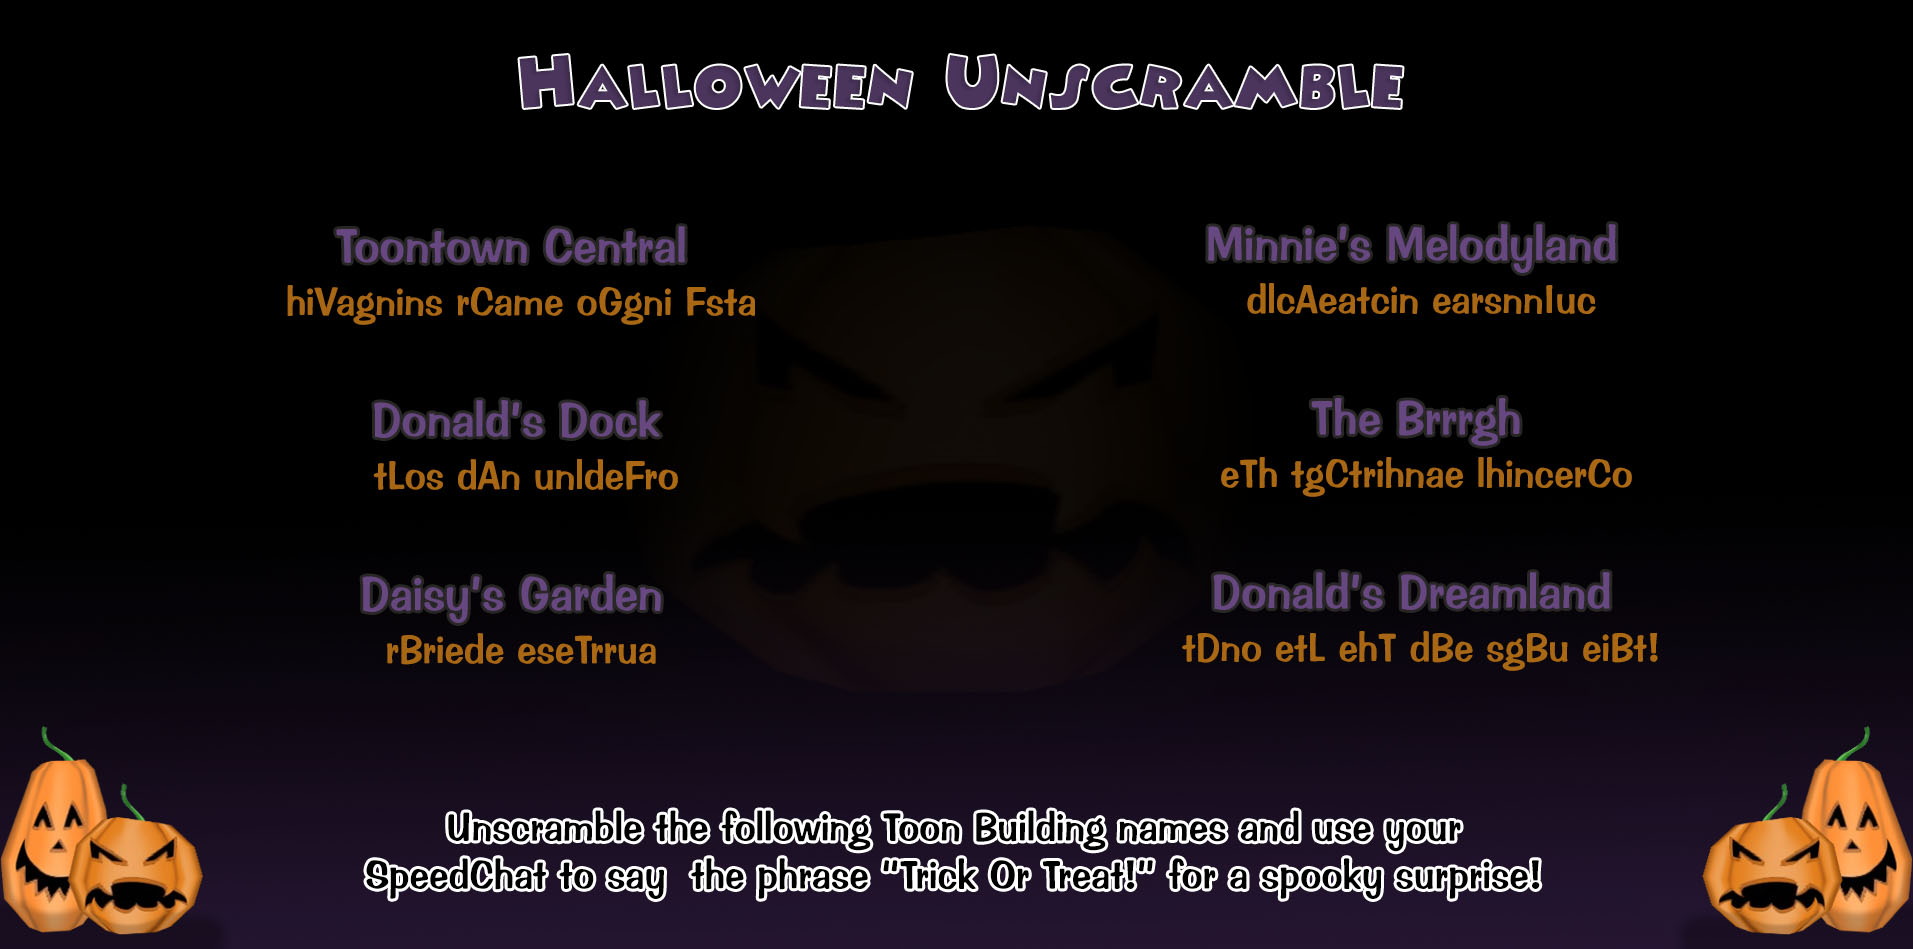 Halloween Unscramble
Toontown Central
hiVagnins rCame oGgni Fsta
Minnie's Melodyland
dlcAeatcin earsnnIuc
Donald's Dock
tLos dAn unldeFro
The Brrrgh
eTh tgCtrihnae lhincerCo
Daisy's Garden
rBriede eseTrrua
Donald's Dreamland
tDno etL ehT dBe sgBu eiBt!
Unscramble the following Toon Building names and use your
SpeedChat to say the phrase "Trick Or Treat!" for a spooky surprise!